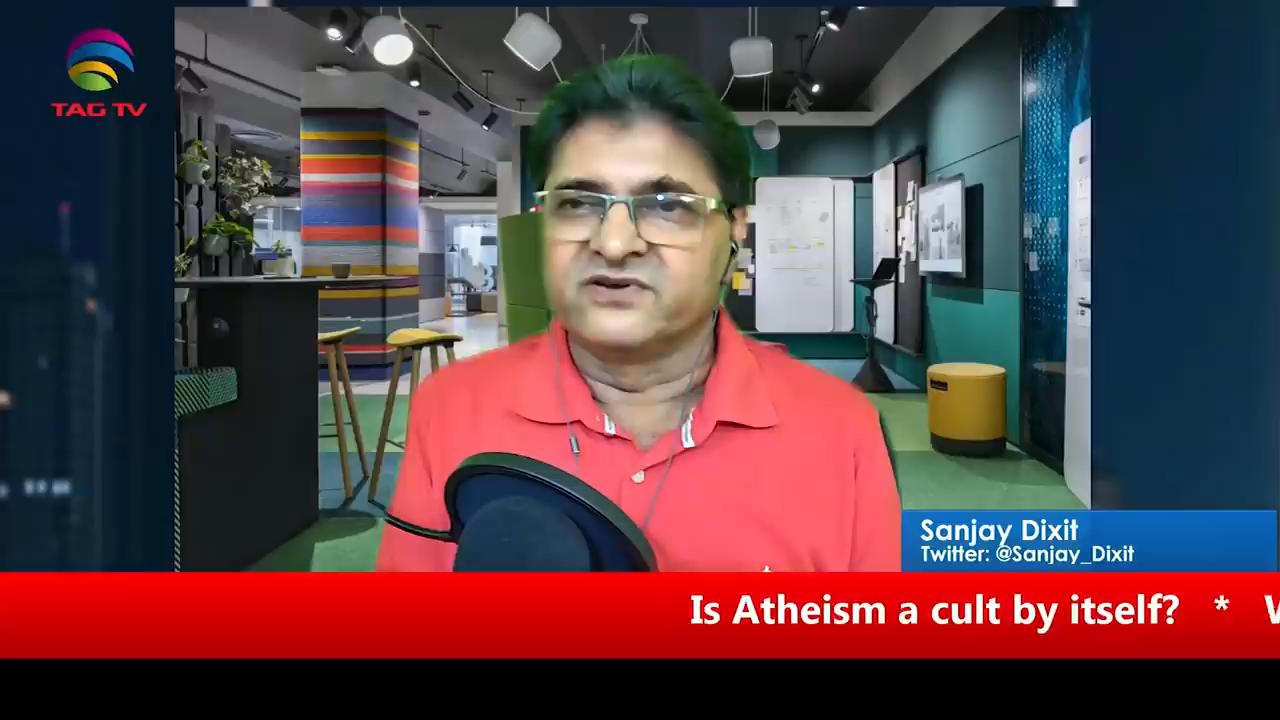 TAG TV
Sanjay Dixit
Twitter: @Sanjay_Dixit
Is Atheism a cult by itself? *